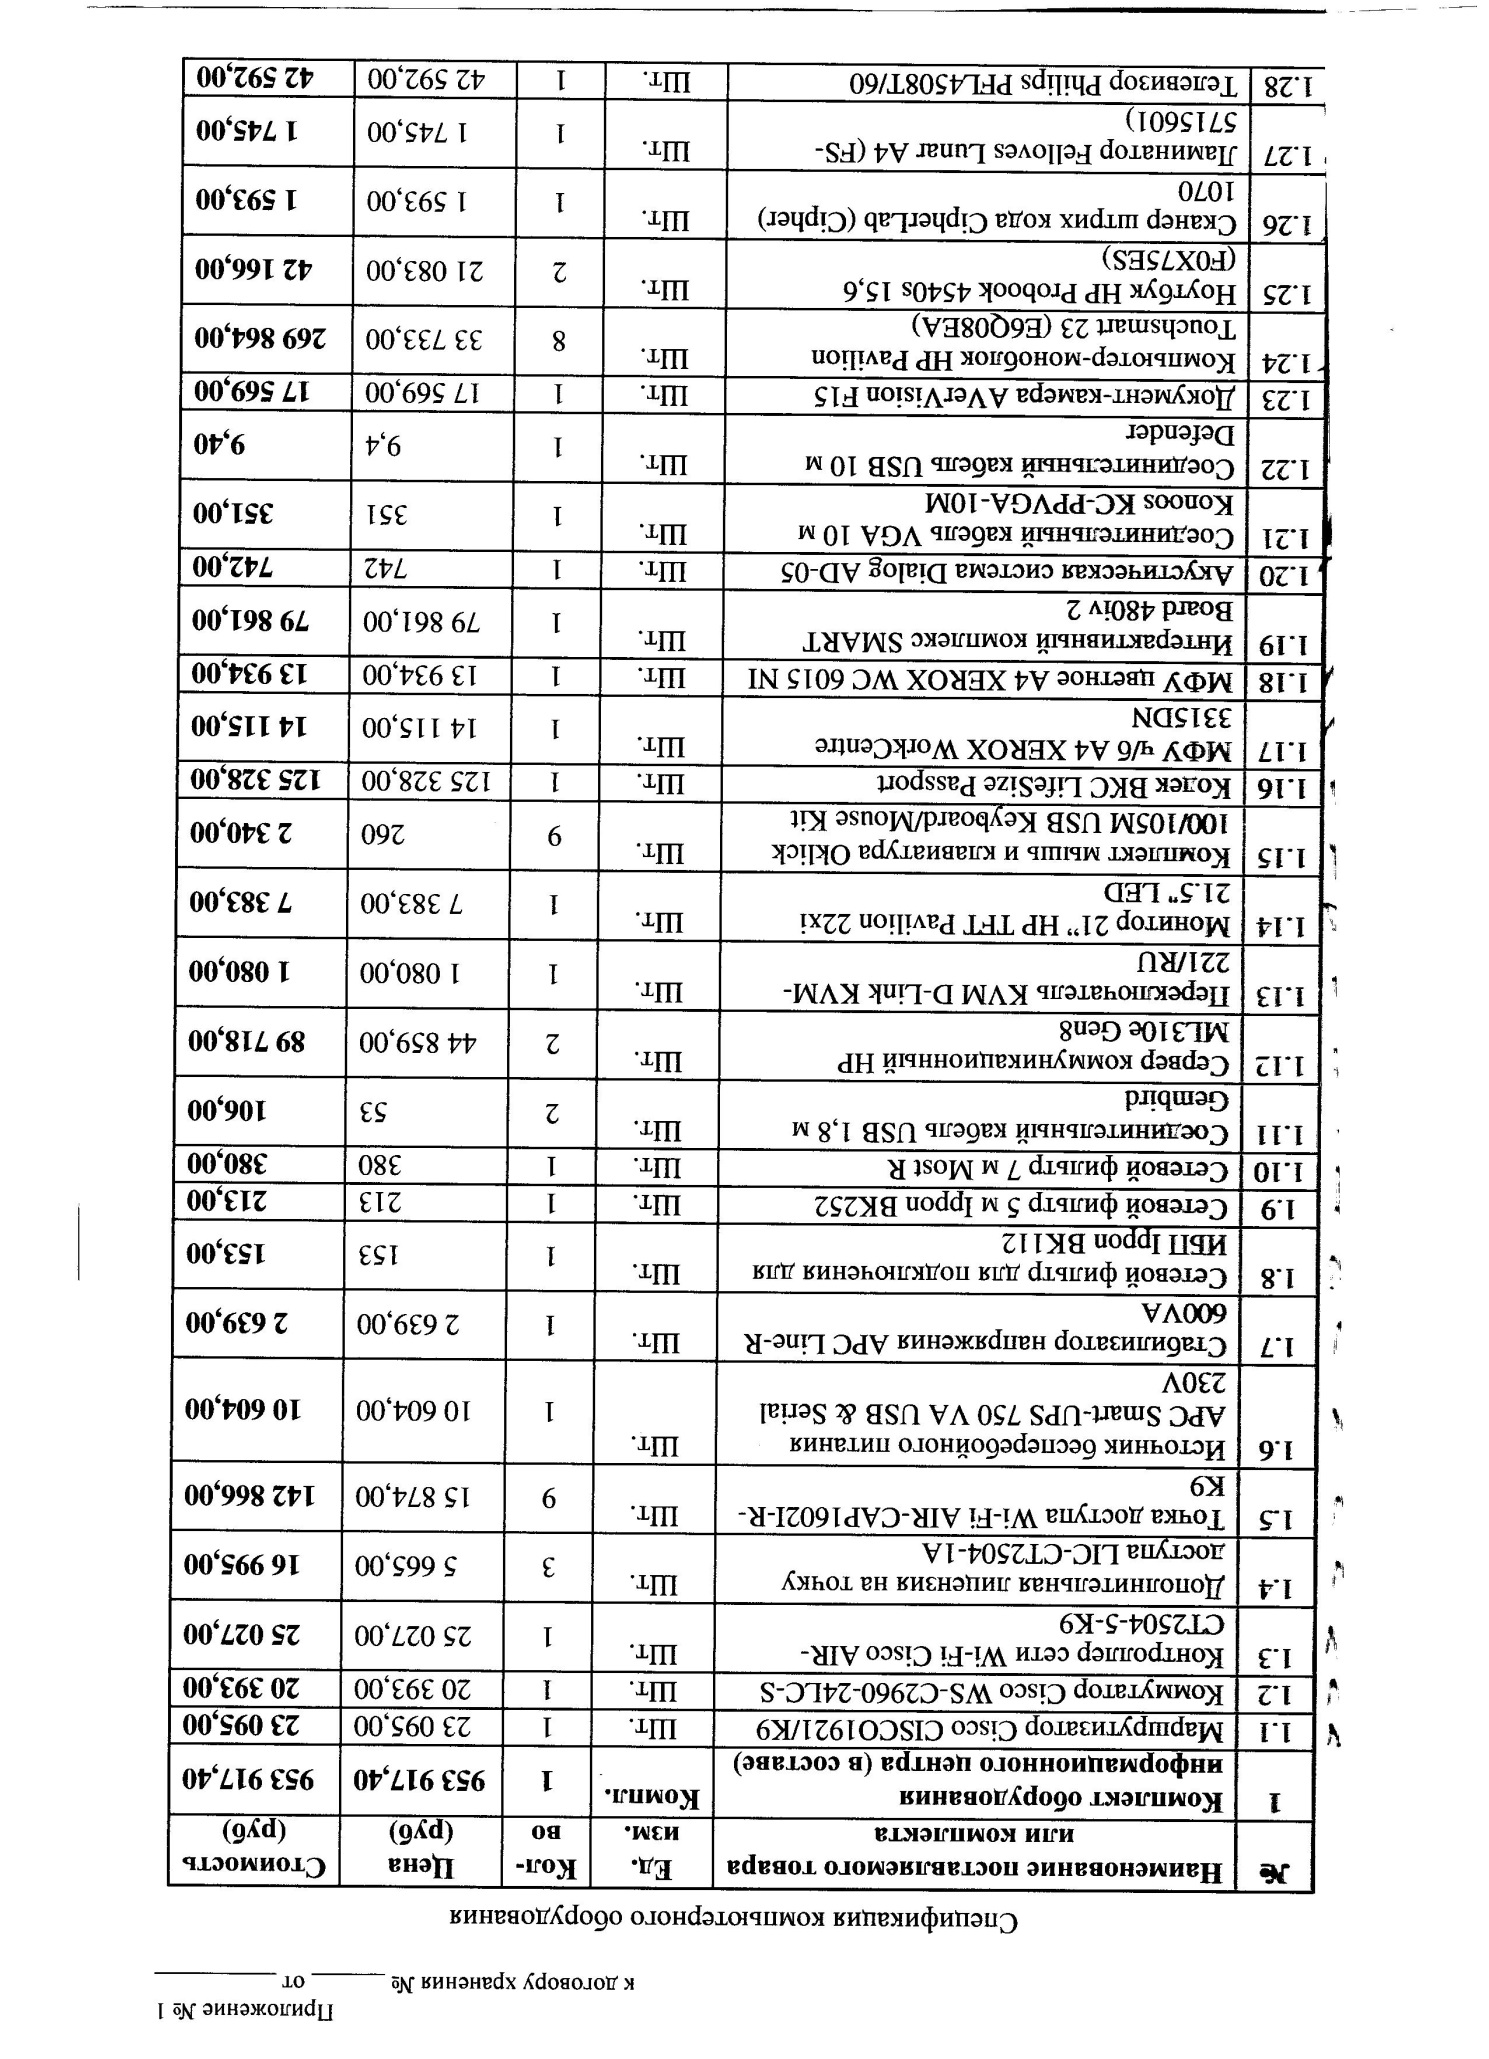 Приложение № 1
к договору хранения № ______ от __________
Спецификация компьютерного оборудования
№ Наименование поставляемого товара или комплекта Ед. изм. Кол-во Цена (руб) Стоимость (руб)
1 Комплект оборудования
информационного центра (в составе) Компл. 1 953 917,40 953 917,40
1.1 Маршрутизатор Cisco CISCO1921/K9 Шт. 1 23 095,00 23 095,00
1.2 Коммутатор Cisco WS-C2960-24LC-S Шт. 1 20 393,00 20 393,00
1.3 Контроллер сети Wi-Fi Cisco AIR-
CT2504-5-K9 Шт. 1 25 027,00 25 027,00
1.4 Дополнительная лицензия на точку
доступа LIC-CT2504-1A Шт. 3 5 665,00 16 995,00
1.5 Точка доступа Wi-Fi AIR-CAP1602I-R-
K9 Шт. 9 15 874,00 142 866,00
1.6 Источник бесперебойного питания
APC Smart-UPS 750 VA USB & Serial
230V Шт. 1 10 604,00 10 604,00
1.7 Стабилизатор напряжения APC Line-R
600VA Шт. 1 2 639,00 2 639,00
1.8 Сетевой фильтр для подключения для
ИБП Ippon BK112 Шт. 1 153 153,00
1.9 Сетевой фильтр 5 м Ippon BK252 Шт. 1 213 213,00
1.10 Сетевой фильтр 7 м Most R Шт. 1 380 380,00
1.11 Соединительный кабель USB 1,8 м
Gembird Шт. 2 53 106,00
1.12 Сервер коммуникационный HP
ML310e Gen8 Шт. 2 44 859,00 89 718,00
1.13 Переключатель KVM D-Link KVM-
221/RU Шт. 1 1 080,00 1 080,00
1.14 Монитор 21" HP TFT Pavilion 22xi
21.5" LED Шт. 1 7 383,00 7 383,00
1.15 Комплект мышь и клавиатура Oklick
100/105M USB Keyboard/Mouse Kit Шт. 9 260 2 340,00
1.16 Кодек ВКС LifeSize Passport Шт. 1 125 328,00 125 328,00
1.17 МФУ ч/б А4 XEROX WorkCentre
3315DN Шт. 1 14 115,00 14 115,00
1.18 МФУ цветное А4 XEROX WC 6015 NI Шт. 1 13 934,00 13 934,00
1.19 Интерактивный комплекс SMART
Board 480iv 2 Шт. 1 79 861,00 79 861,00
1.20 Акустическая система Dialog AD-05 Шт. 1 742 742,00
1.21 Соединительный кабель VGA 10 м
Konoos KC-PPVGA-10M Шт. 1 351 351,00
1.22 Соединительный кабель USB 10 м
Defender Шт. 1 9,4 9,40
1.23 Документ-камера AVerVision F15 Шт. 1 17 569,00 17 569,00
1.24 Компьютер-моноблок HP Pavilion
Touchsmart 23 (E6Q08EA) Шт. 8 33 733,00 269 864,00
1.25 Ноутбук HP Probook 4540s 15,6
(F0X75ES) Шт. 2 21 083,00 42 166,00
1.26 Сканер штрих кода CipherLab (Cipher)
1070 Шт. 1 1 593,00 1 593,00
1.27 Ламинатор Felloves Lunar A4 (FS-
5715601) Шт. 1 1 745,00 1 745,00
1.28 Телевизор Philips PFL4508T/60 Шт. 1 42 592,00 42 592,00